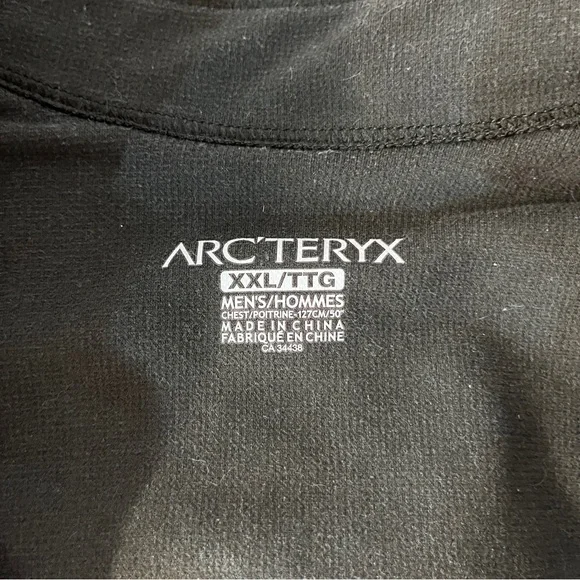 ARC'TERYX
XXL/TTG
MEN'S/HOMMES
CHEST/POITRINE-127CM/50"
MADE IN CHINA
FABRIQUÉ EN CHINE
CA 34438